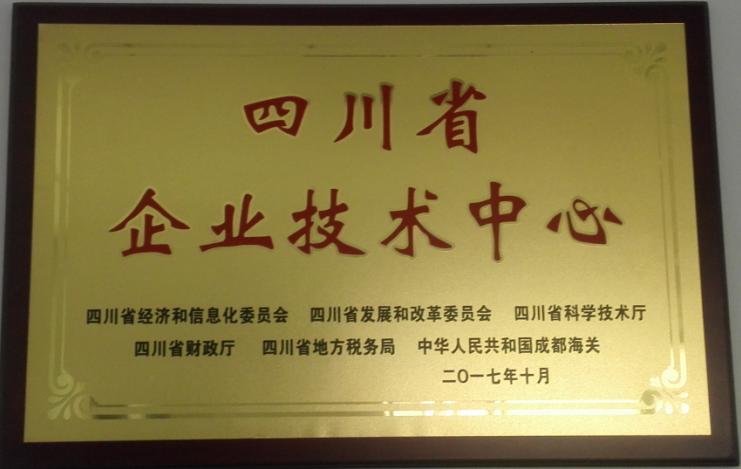 四川省
企业技术中心
四川省经济和信息化委员会 四川省发展和改革委员会 四川省科学技术厅
四川省财政厅 四川省地方税务局 中华人民共和国成都海关
二〇一七年十月